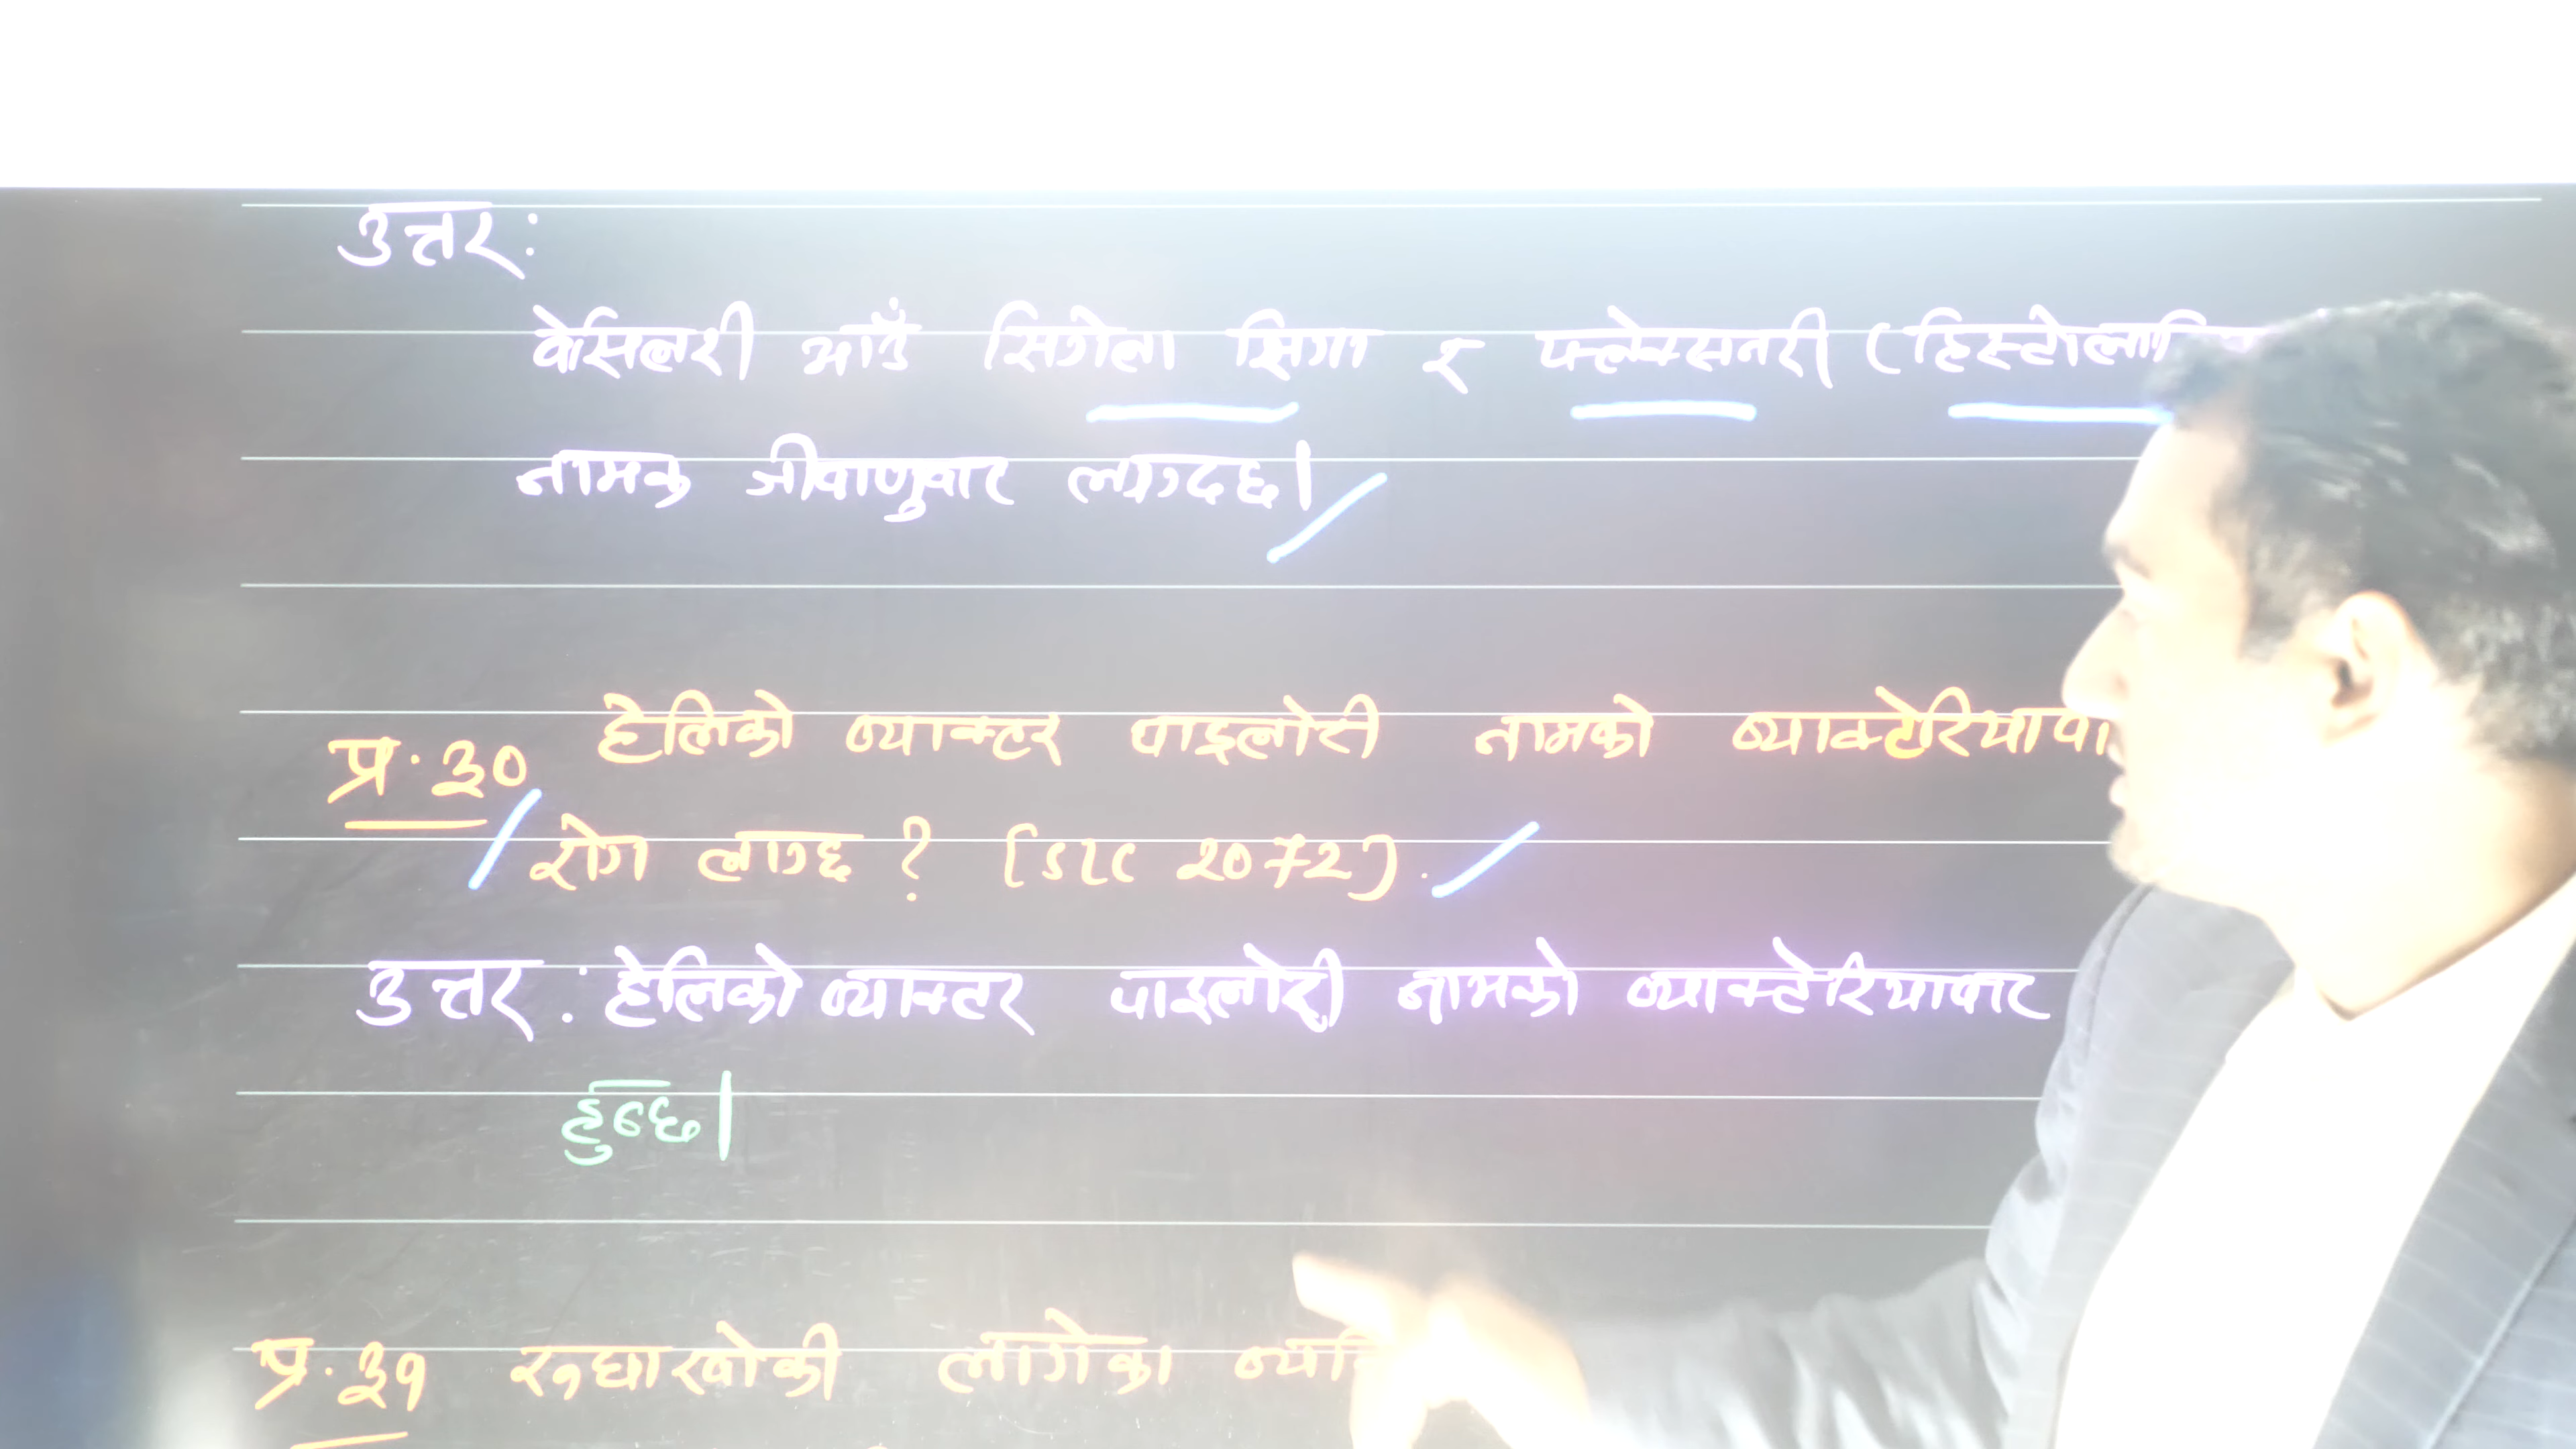 उत्तर:
वेसिलरी आउँ सिगेला सिगा र फ्लेक्सनरी (हिस्टोला
नामक जीवाणुवाट लाग्दछ।
प्र. ३० हेलिको ब्याक्टर पाइलोरी नामको ब्याक्टेरियावा
रोग लाग्छ ? [SLC 2072]
उत्तर : हेलिको ब्याक्टर पाइलोरी नामको ब्याक्टेरियावाट
हुन्छ।
प्र. ३१ रुघाखोकी लागेका